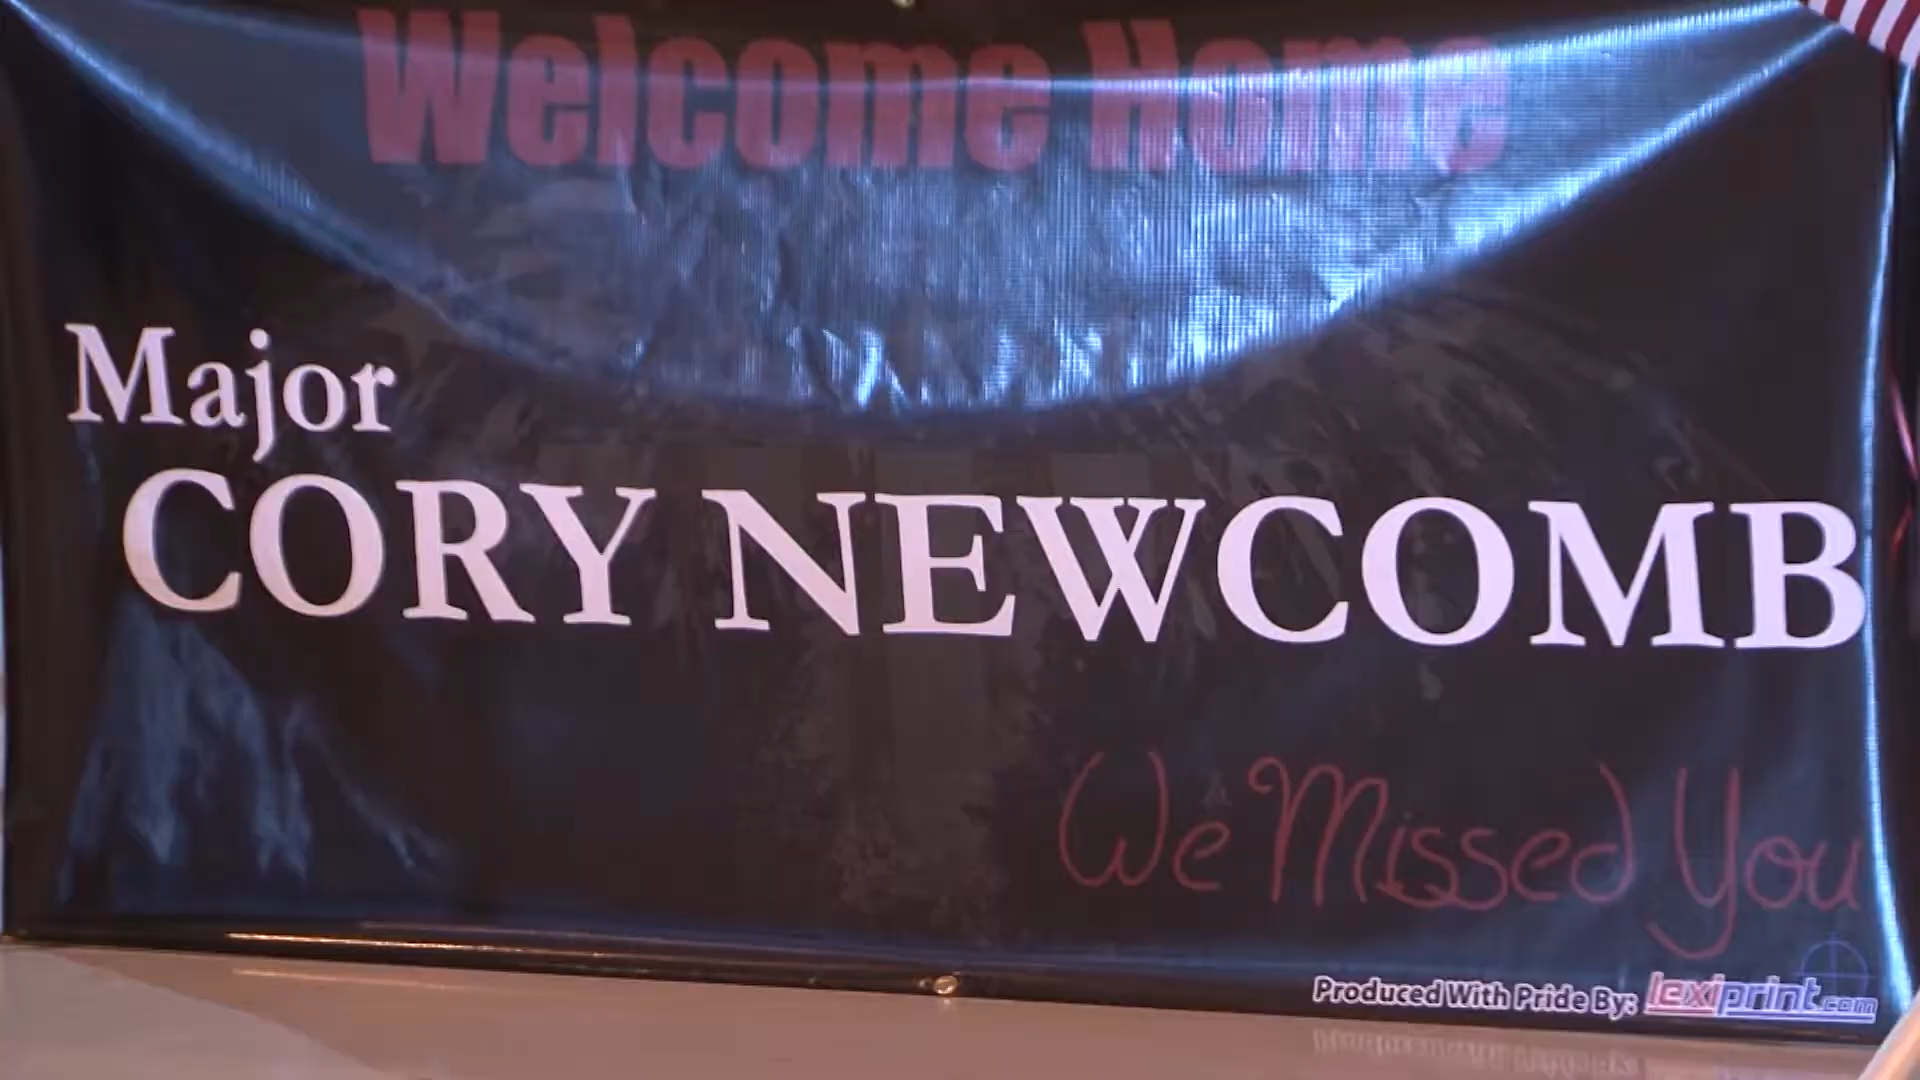 Welcome Home
Major
CORY NEWCOMB
We Missed You
Produced With Pride By: lexiprint.com